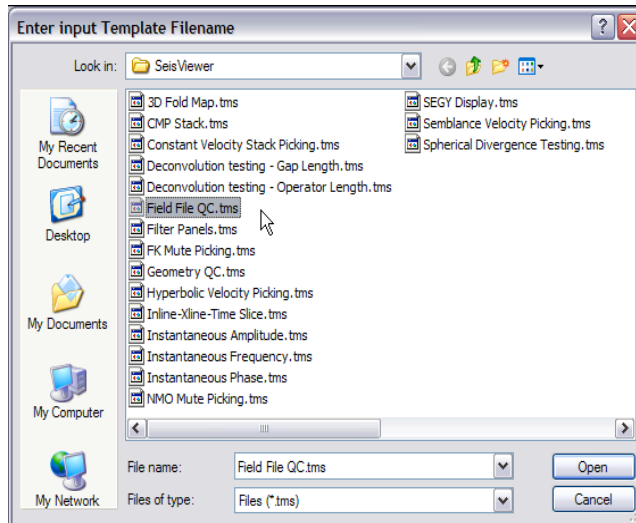 Enter input Template Filename
Look in: SeisViewer
My Recent
Documents
Desktop
My Documents
My Computer
My Network
3D Fold Map.tms
CMP Stack.tms
Constant Velocity Stack Picking.tms
Deconvolution testing - Gap Length.tms
Deconvolution testing - Operator Length.tms
Field File QC.tms
Filter Panels.tms
FK Mute Picking.tms
Geometry QC.tms
Hyperbolic Velocity Picking.tms
Inline-Xline-Time Slice.tms
Instantaneous Amplitude.tms
Instantaneous Frequency.tms
Instantaneous Phase.tms
NMO Mute Picking.tms
SEGY Display.tms
Semblance Velocity Picking.tms
Spherical Divergence Testing.tms
File name: Field File QC.tms Open
Files of type: Files (*.tms) Cancel